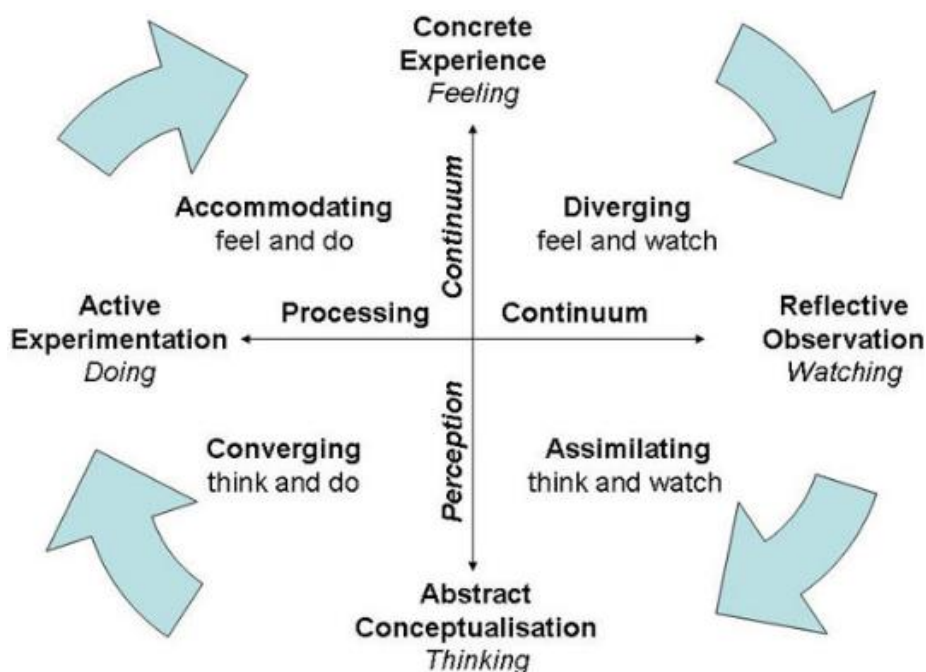 Concrete
Experience
Feeling
Continuum
Accommodating
feel and do
Diverging
feel and watch
Active
Experimentation
Doing
Processing
Continuum
Reflective
Observation
Watching
Perception
Converging
think and do
Assimilating
think and watch
Abstract
Conceptualisation
Thinking